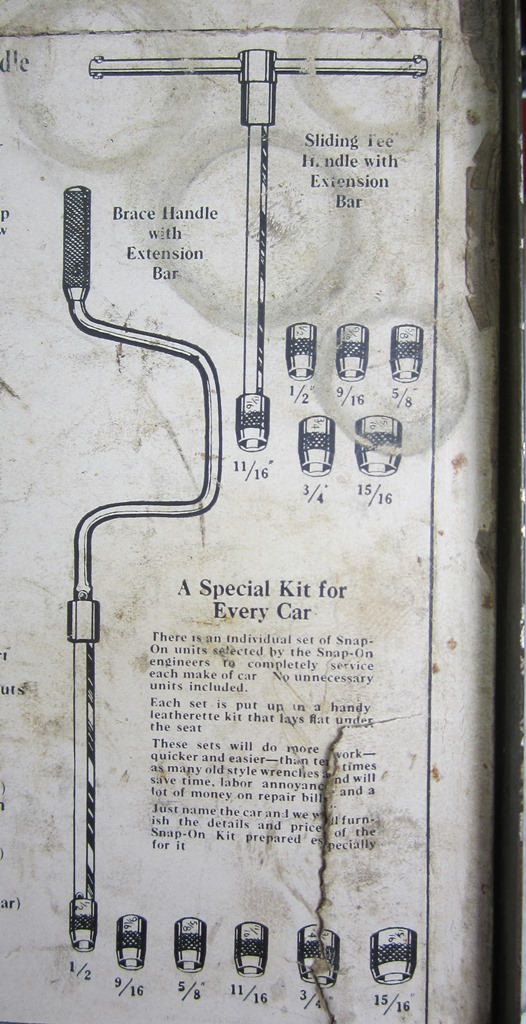 dle
Sliding Tee
Handle with
Extension
Bar
Brace Handle
with
Extension
Bar
p
w
1/2"
9/16
5/8"
11/16"
3/4"
15/16
A Special Kit for
Every Car
There is an individual set of Snap-
On units selected by the Snap-On
engineers to completely service
each make of car No unnecessary
units included.
Each set is put up in a handy
leatherette kit that lays flat under
the seat
These sets will do more work—
quicker and easier—than ten times
as many old style wrenches and will
save time, labor annoyance and a
lot of money on repair bills
Just name the car and we will furn-
ish the details and price of the
Snap-On Kit prepared especially
for it
uts
)
)
ar)
1/2
9/16
5/8"
11/16
3/4"
15/16